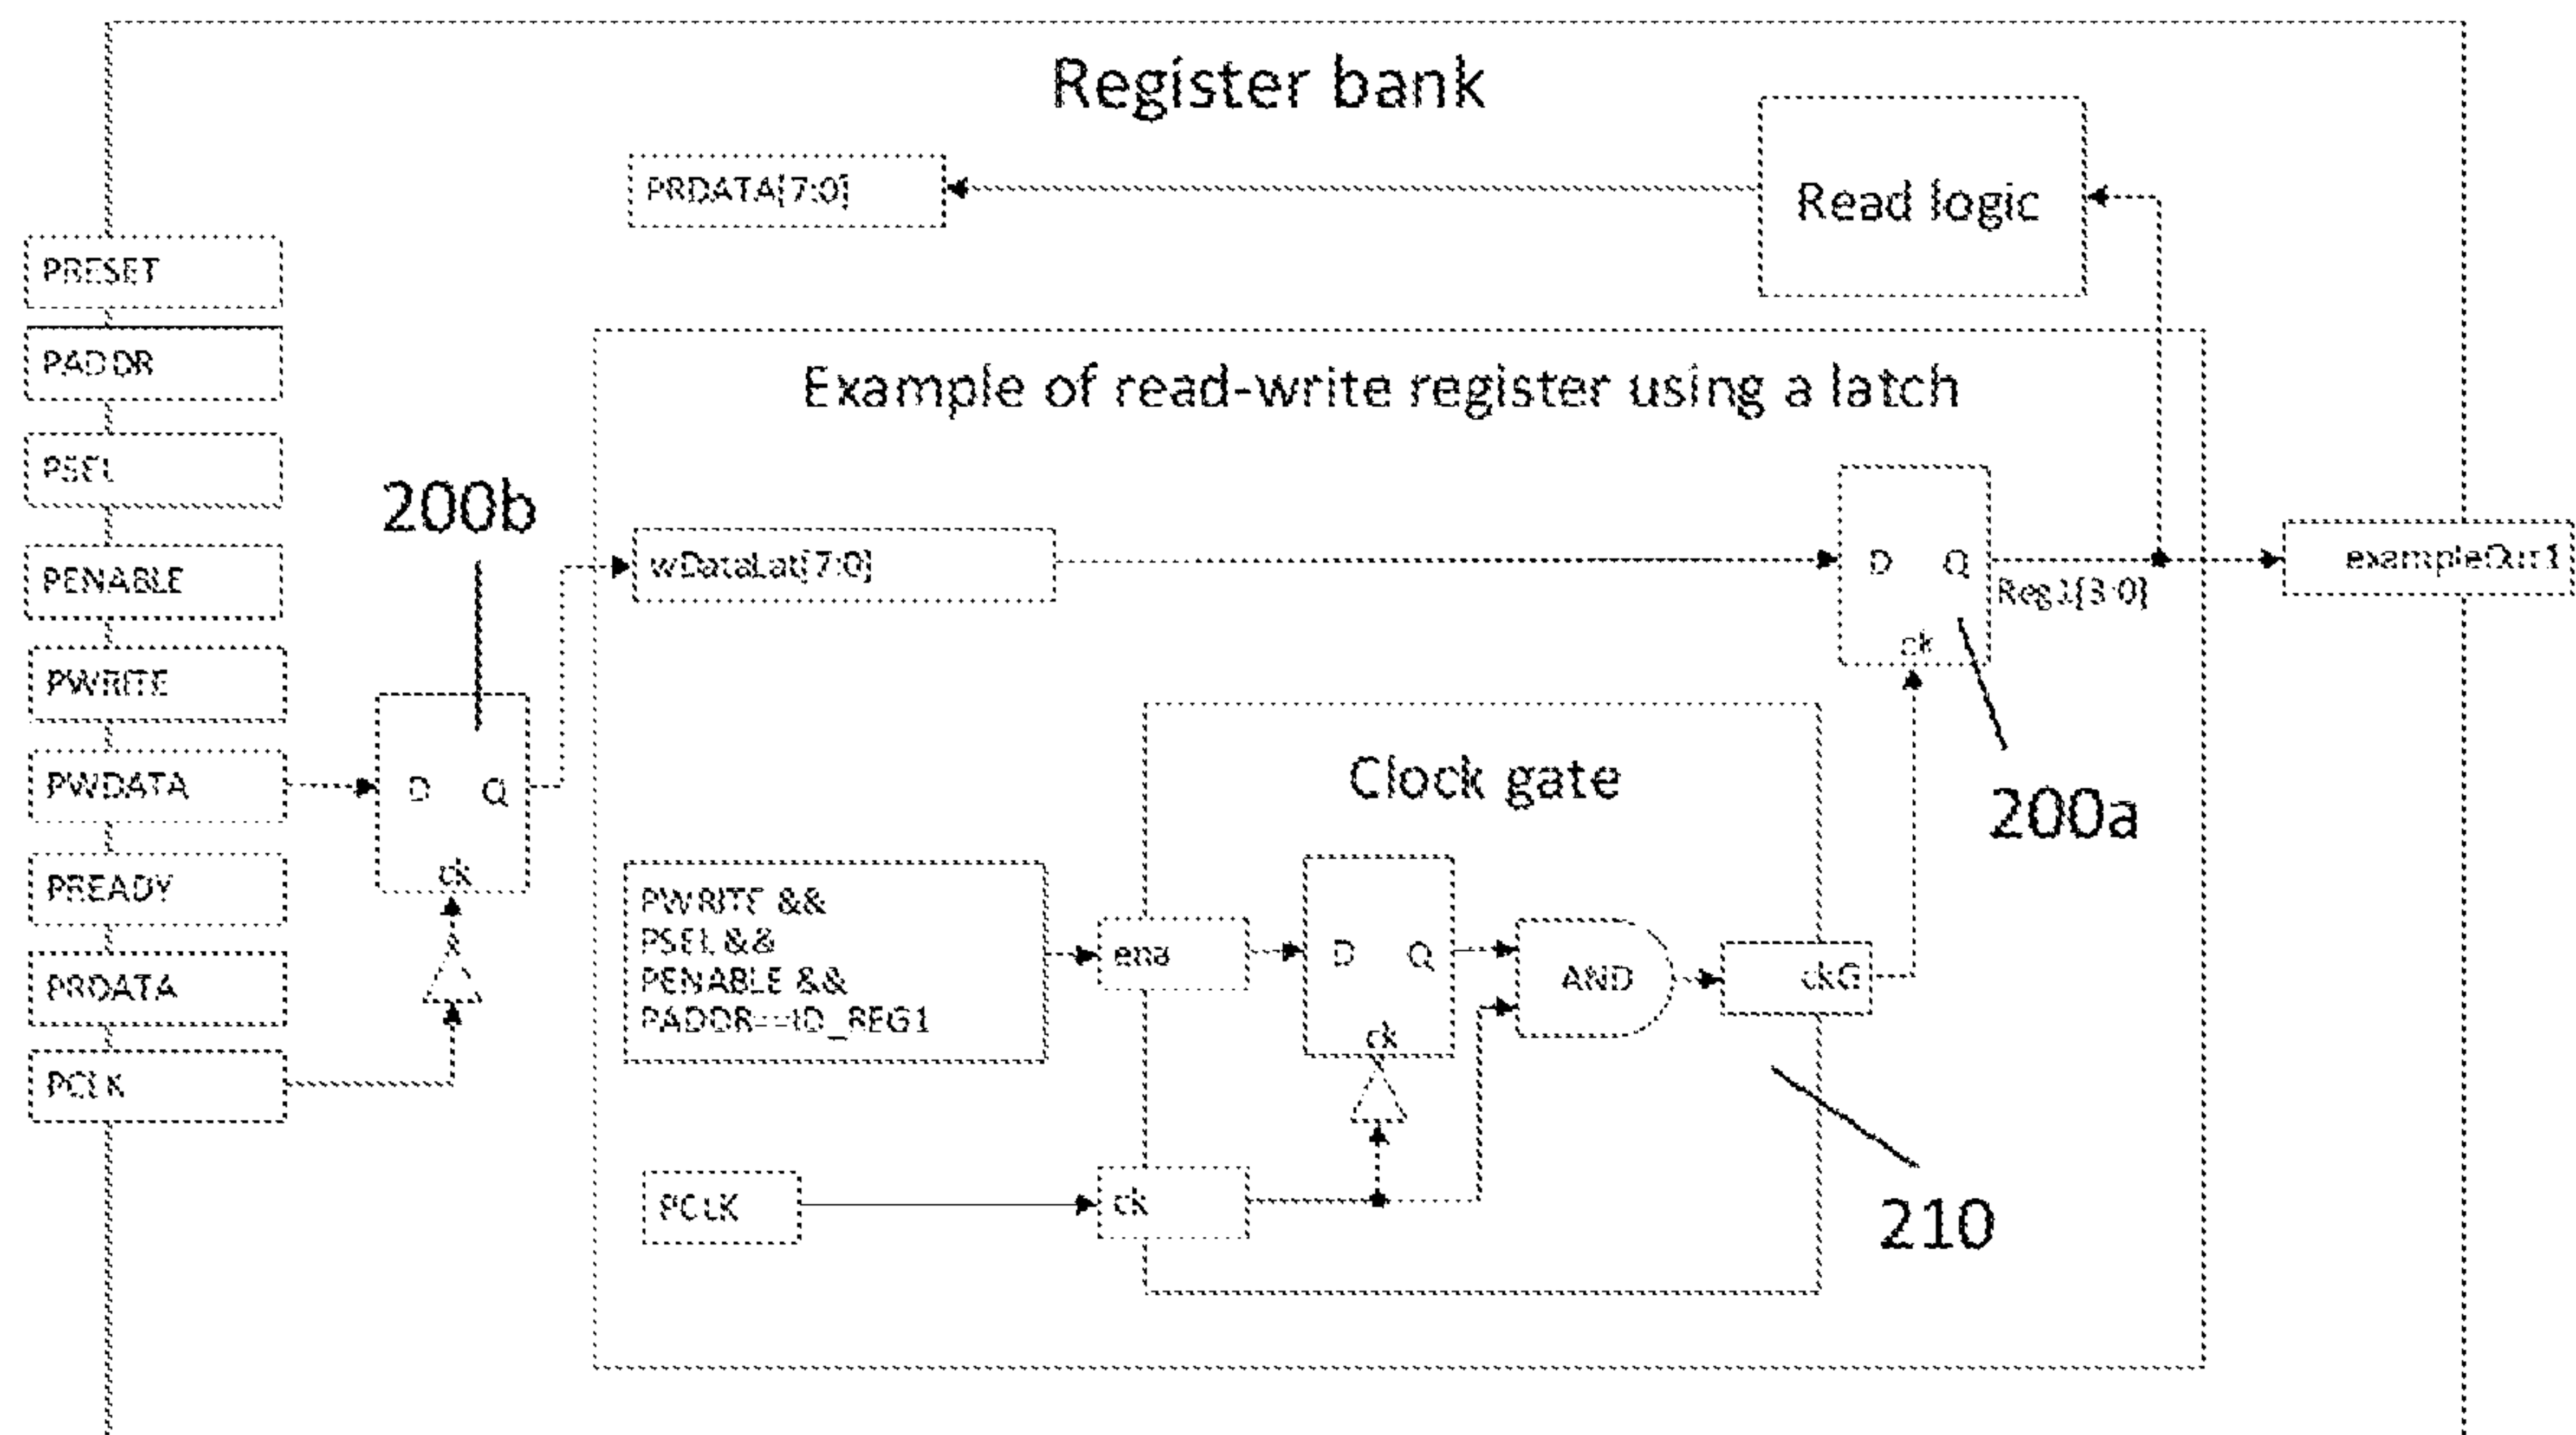 Register bank
PRDATA[7:0]
Read logic
PRESET
PADDR
PSEL
PENABLE
PWRITE
PWDATA
PREADY
PRDATA
PCLK
200b
D Q
ck
Example of read-write register using a latch
wDataLat[7:0]
D Q
ck
Reg1[3:0]
exampleOut1
200a
Clock gate
PWRITE &&
PSEL &&
PENABLE &&
PADDR==ID_REG1
ena
D Q
ck
AND
ckG
PCLK
ck
210